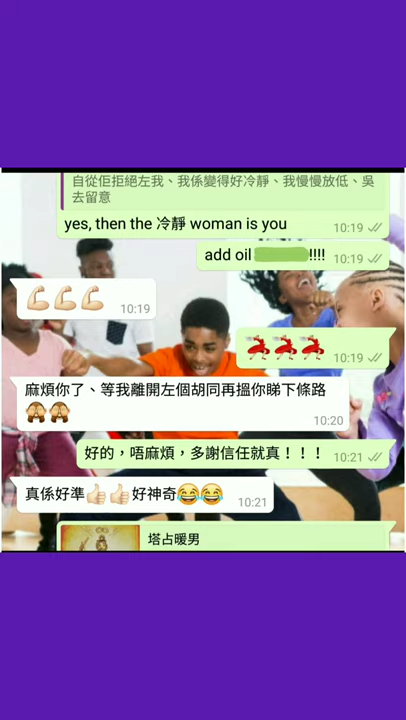 自從佢拒絕左我、我係變得好冷靜、我慢慢放低、吳
去留意
yes, then the 冷靜 woman is you
10:19
add oil !!!!
10:19
10:19
10:19
麻煩你了、等我離開左個胡同再搵你睇下條路
10:20
好的，唔麻煩，多謝信任就真！！！
10:21
真係好準👍🏻👍🏻好神奇😂😂
10:21
塔占暖男